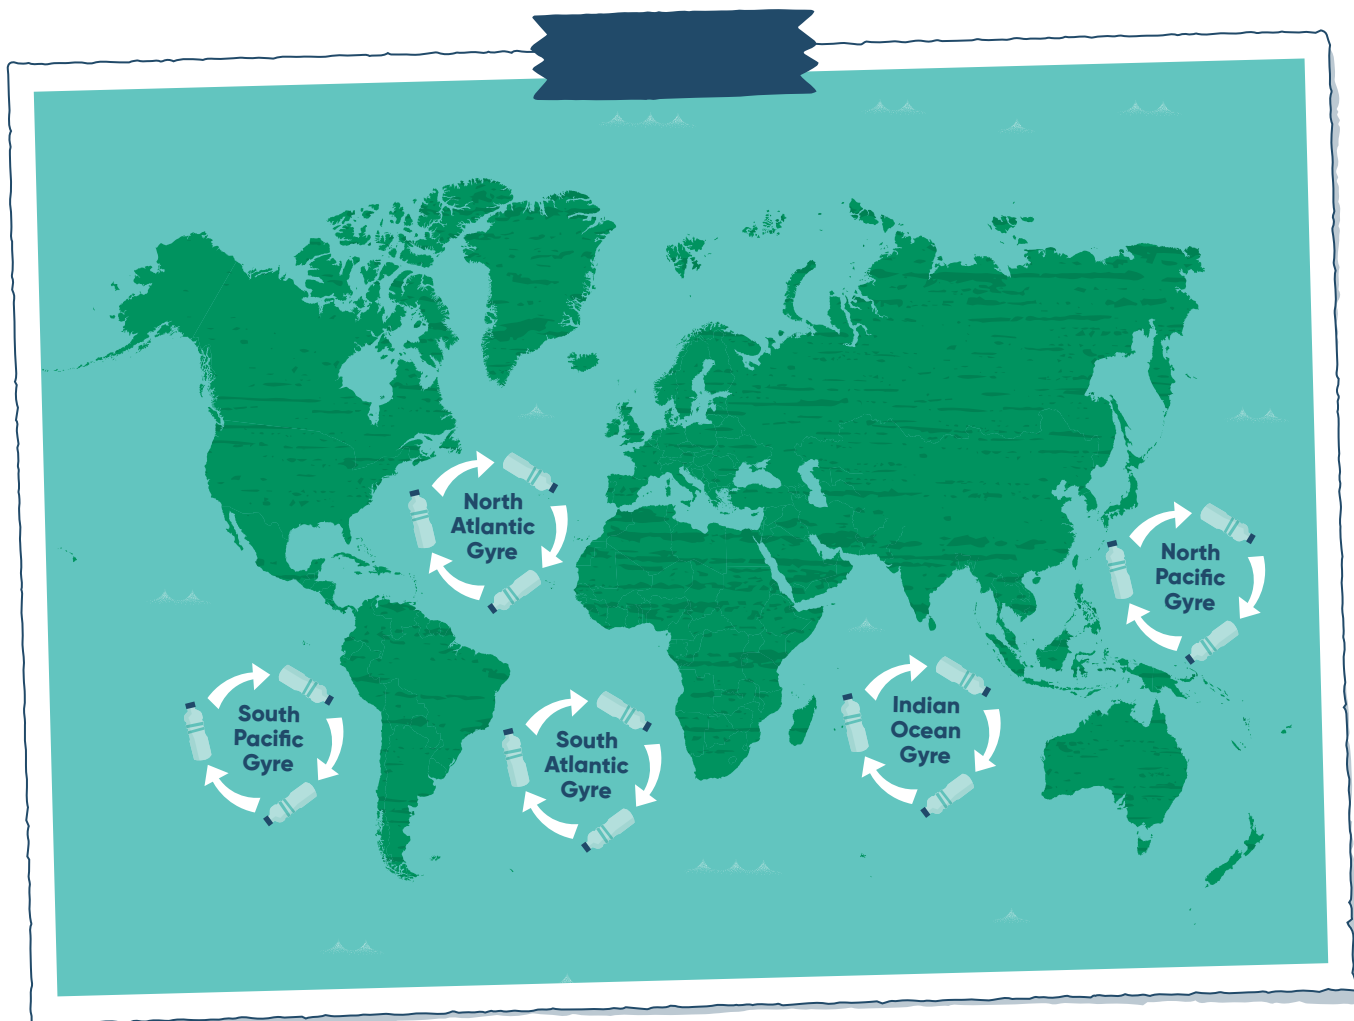 North
Atlantic
Gyre
North
Pacific
Gyre
South
Pacific
Gyre
South
Atlantic
Gyre
Indian
Ocean
Gyre